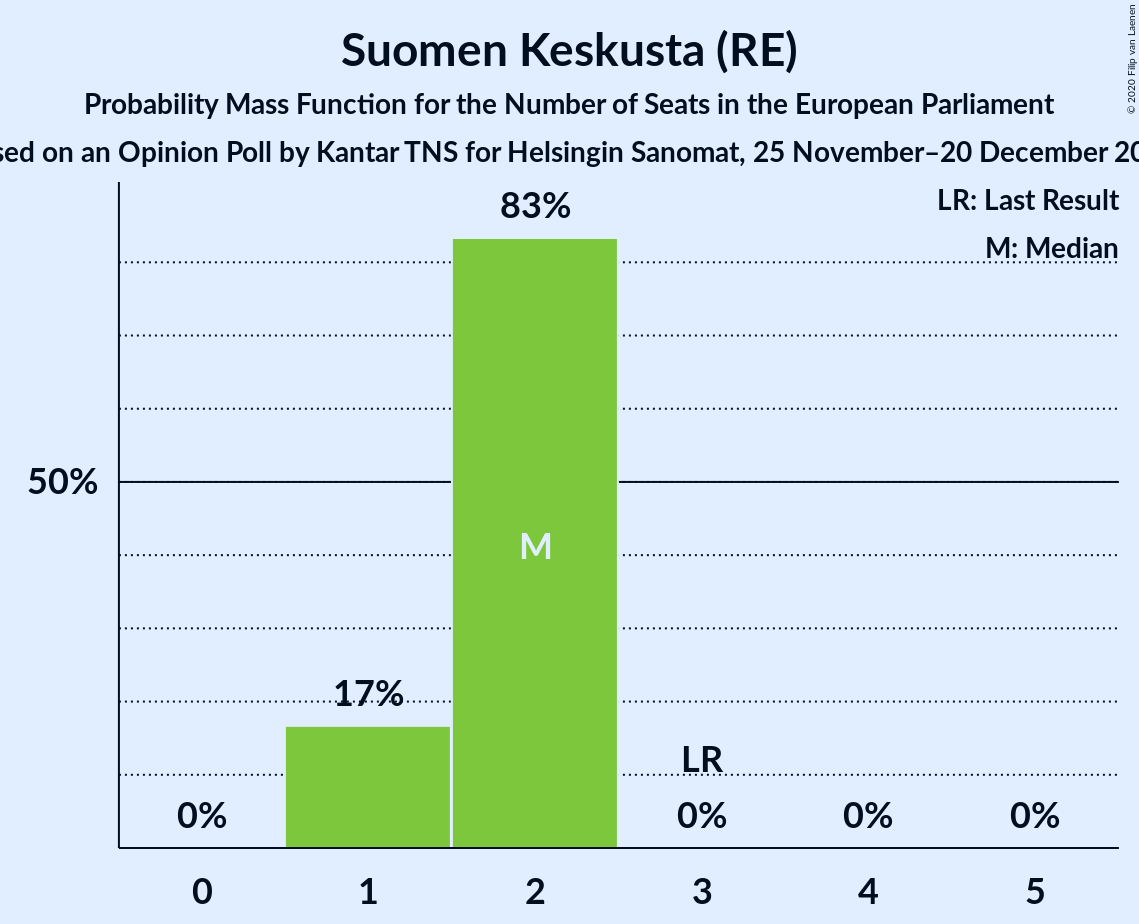 Suomen Keskusta (RE)
Probability Mass Function for the Number of Seats in the European Parliament
on an Opinion Poll by Kantar TNS for Helsingin Sanomat, 25 November–20 December
© 2020 Filip van Laenen
LR: Last Result
M: Median
83%
50%
M
17%
LR
0%
0%
0%
0%
0
1
2
3
4
5